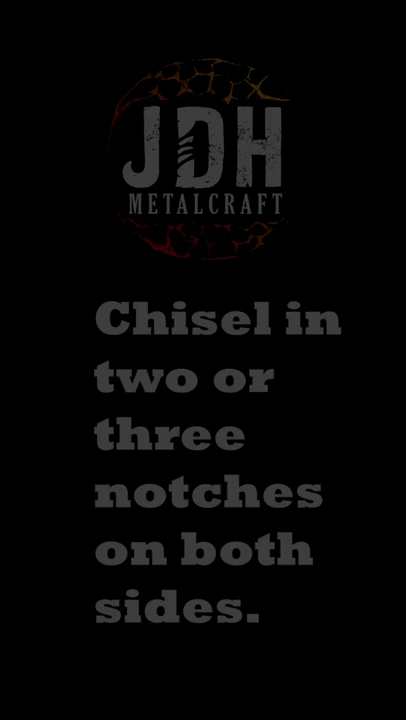 JDH
METALCRAFT
Chisel in
two or
three
notches
on both
sides.